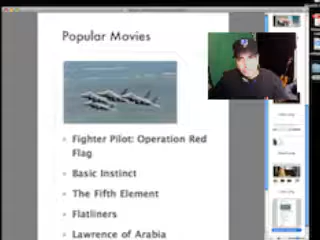 Popular Movies
Fighter Pilot: Operation Red
Flag
Basic Instinct
The Fifth Element
Flatliners
Lawrence of Arabia